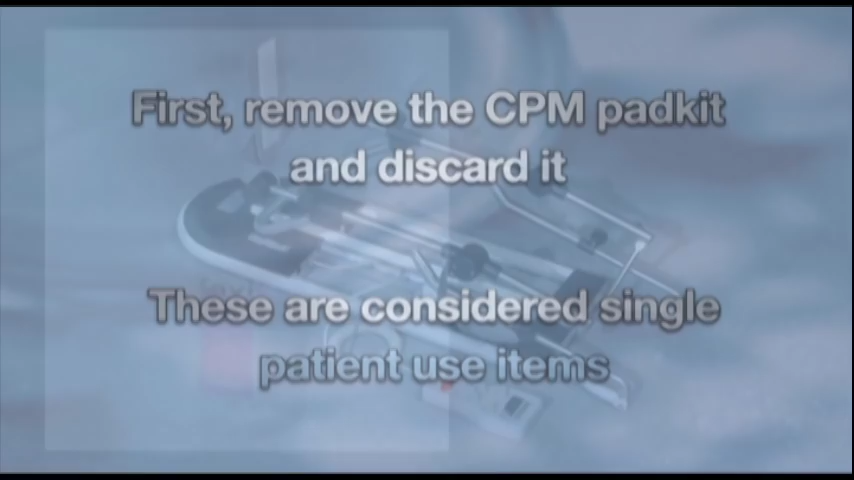 First, remove the CPM padkit
and discard it
These are considered single
patient use items